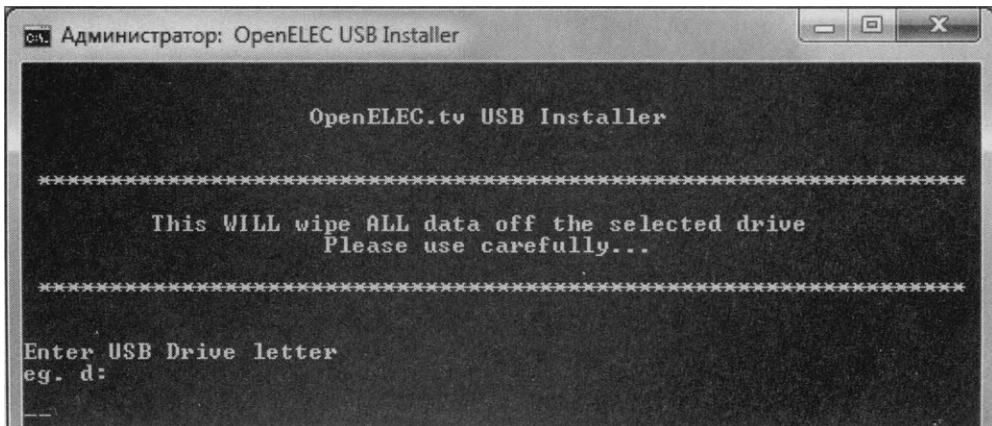 Администратор: OpenELEC USB Installer
OpenELEC.tv USB Installer
*****************************************************************
This WILL wipe ALL data off the selected drive
Please use carefully...
*****************************************************************
Enter USB Drive letter
eg. d: